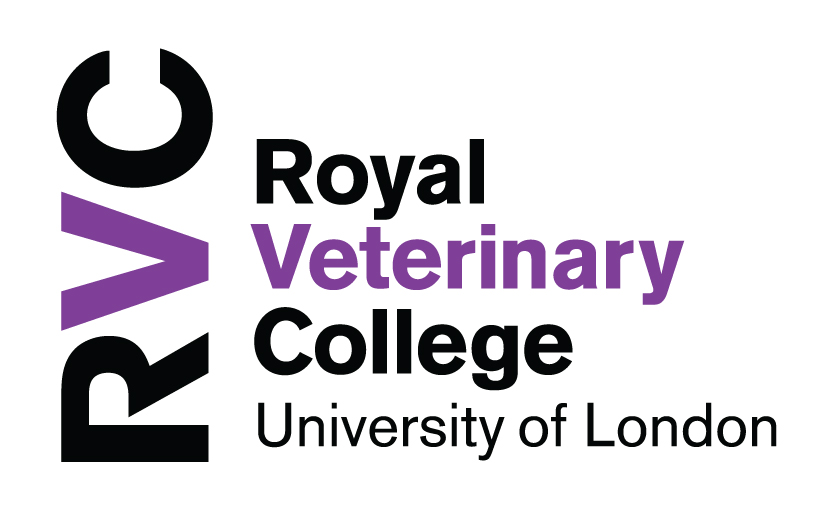 RVC
Royal
Veterinary
College
University of London